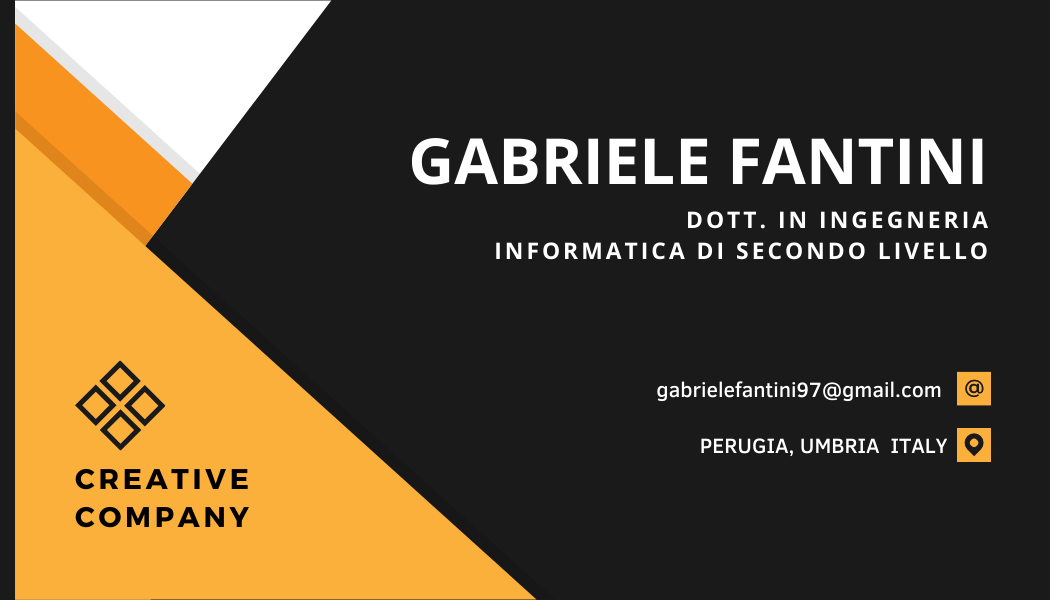 GABRIELE FANTINI
DOTT. IN INGEGNERIA
INFORMATICA DI SECONDO LIVELLO
gabrielefantini97@gmail.com @
PERUGIA, UMBRIA ITALY
CREATIVE
COMPANY